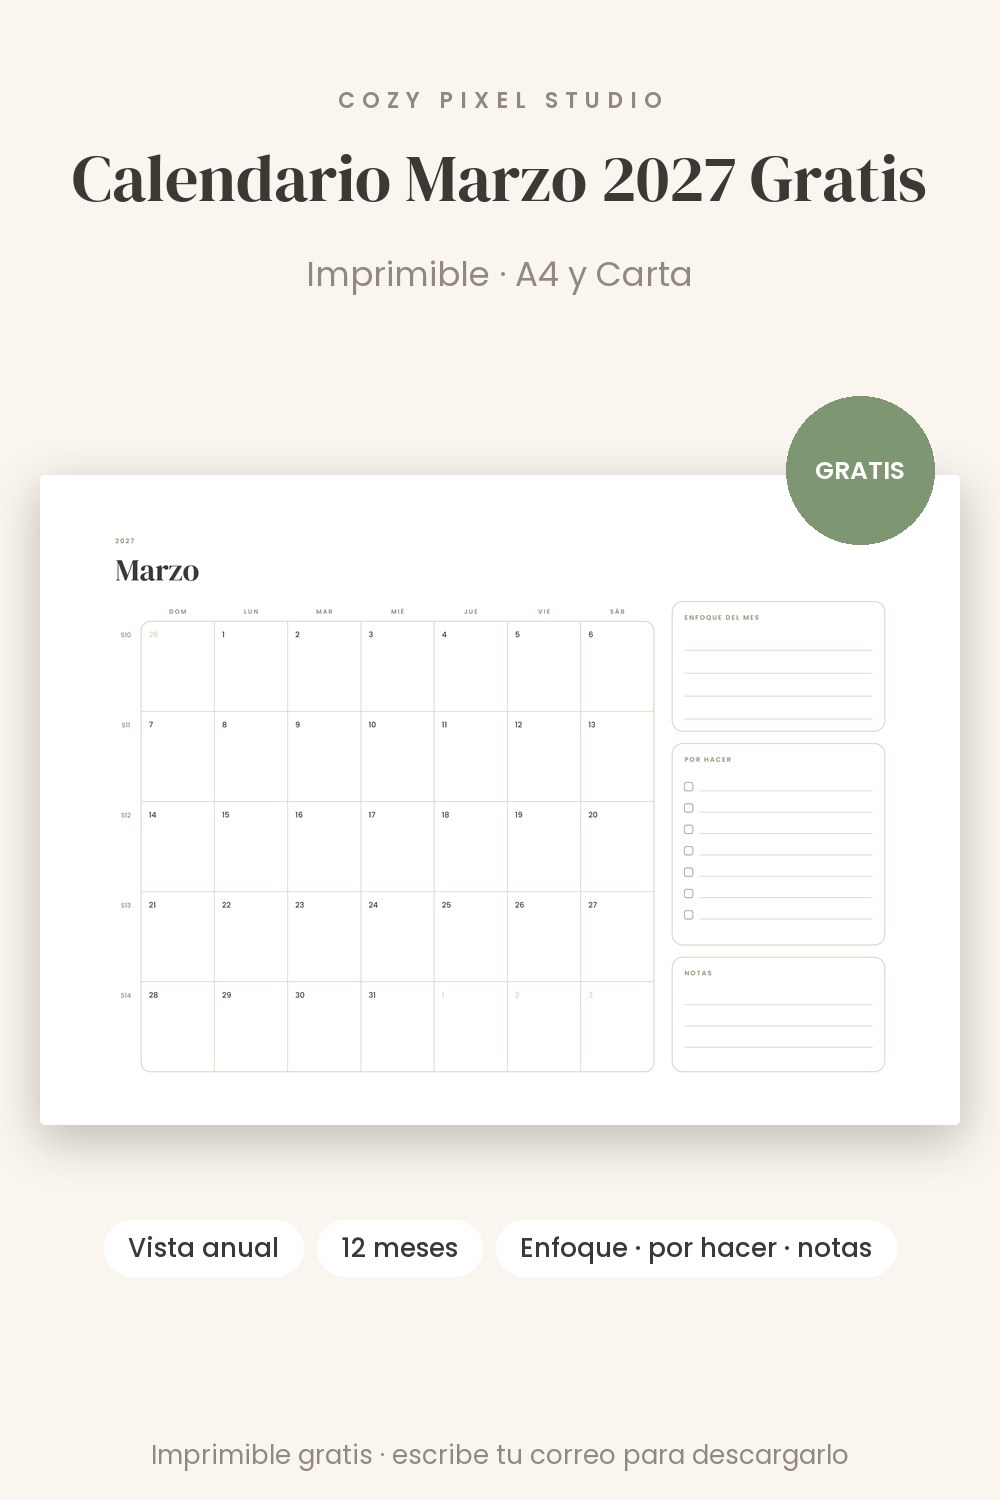 COZY PIXEL STUDIO
Calendario Marzo 2027 Gratis
Imprimible · A4 y Carta
GRATIS
2027
Marzo
DOM LUN MAR MIÉ JUE VIE SÁB
S10 28 1 2 3 4 5 6
S11 7 8 9 10 11 12 13
S12 14 15 16 17 18 19 20
S13 21 22 23 24 25 26 27
S14 28 29 30 31 1 2 3
ENFOQUE DEL MES
POR HACER
NOTAS
Vista anual
12 meses
Enfoque · por hacer · notas
Imprimible gratis · escribe tu correo para descargarlo